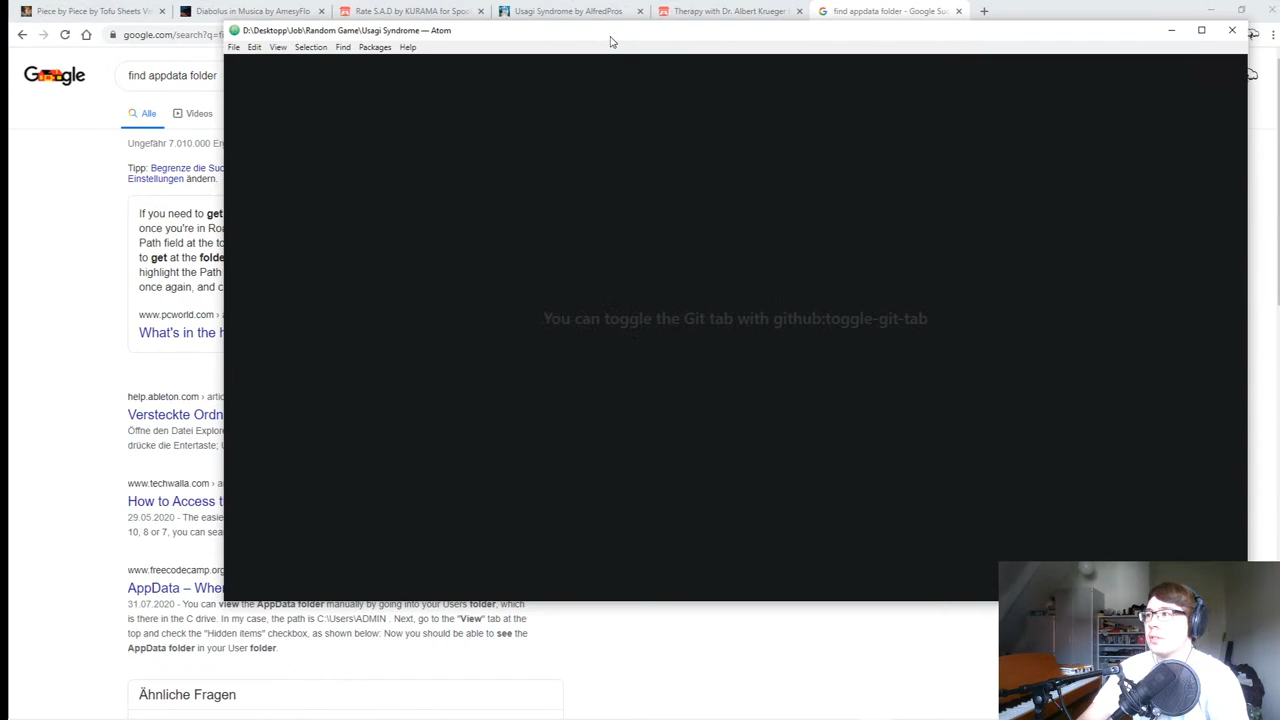 Piece by Piece by Tofu Sheets Vi
Diabolus in Musica by AmesyFlo
Rate S.A.D by KURAMA for Spoo
Usagi Syndrome by AlfredPros
Therapy with Dr. Albert Krueger
find appdata folder - Google Suc
D:\Desktopp\Job\Random Game\Usagi Syndrome — Atom
google.com/search?q=fi
File Edit View Selection Find Packages Help
Google
find appdata folder
Alle
Videos
Ungefähr 7.010.000 Er
Tipp: Begrenze die Suc
Einstellungen ändern.
If you need to get
once you're in Roa
Path field at the to
to get at the folde
highlight the Path
once again, and c
www.pcworld.com › a
What's in the h
You can toggle the Git tab with github:toggle-git-tab
help.ableton.com › artic
Versteckte Ordn
Öffne den Datei Explore
drücke die Entertaste; U
www.techwalla.com › a
How to Access t
29.05.2020 - The easie
10, 8 or 7, you can sea
www.freecodecamp.org
AppData – Whe
31.07.2020 - You can view the AppData folder manually by going into your Users folder, which
is there in the C drive. In my case, the path is C:\Users\ADMIN . Next, go to the "View" tab at the
top and check the "Hidden items" checkbox, as shown below: Now you should be able to see the
AppData folder in your User folder.
Ähnliche Fragen